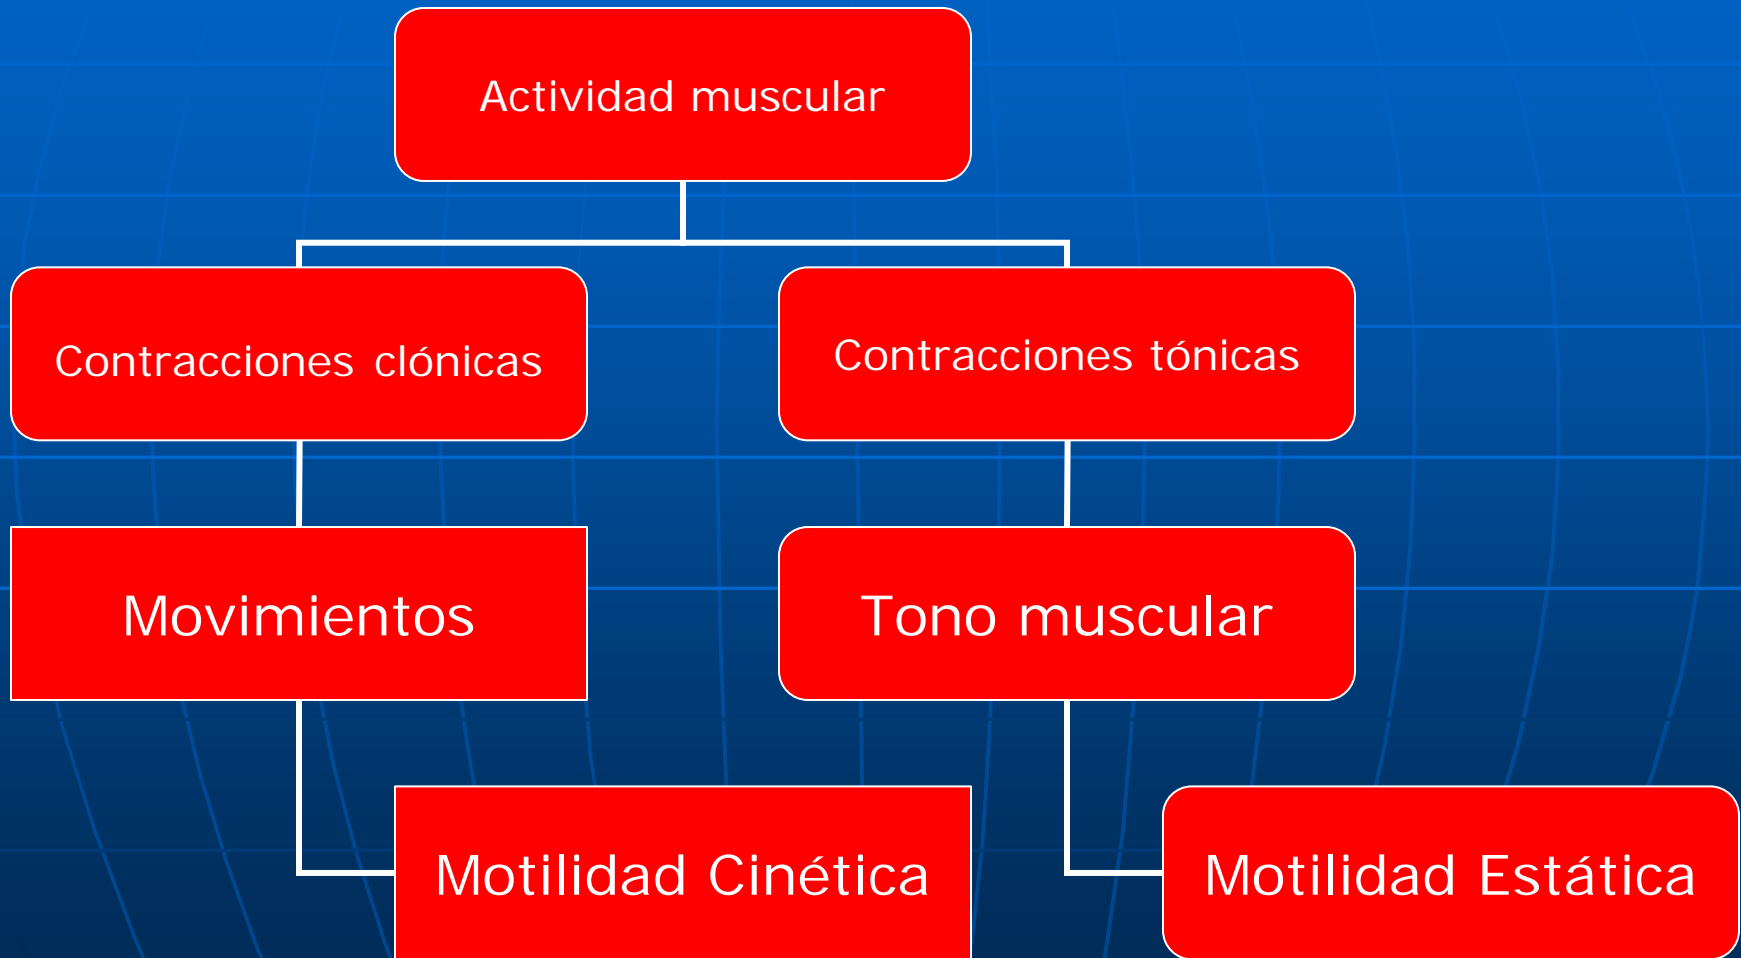 Actividad muscular
Contracciones clónicas
Contracciones tónicas
Movimientos
Tono muscular
Motilidad Cinética
Motilidad Estática